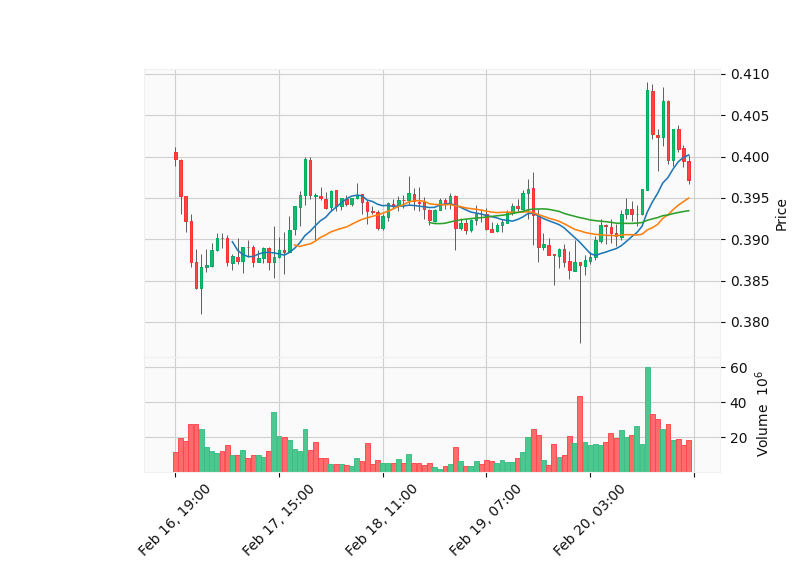 0.410
0.405
0.400
0.395
0.390
0.385
0.380
Price
60
40
20
Volume 10^6
Feb 16, 19:00
Feb 17, 15:00
Feb 18, 11:00
Feb 19, 07:00
Feb 20, 03:00